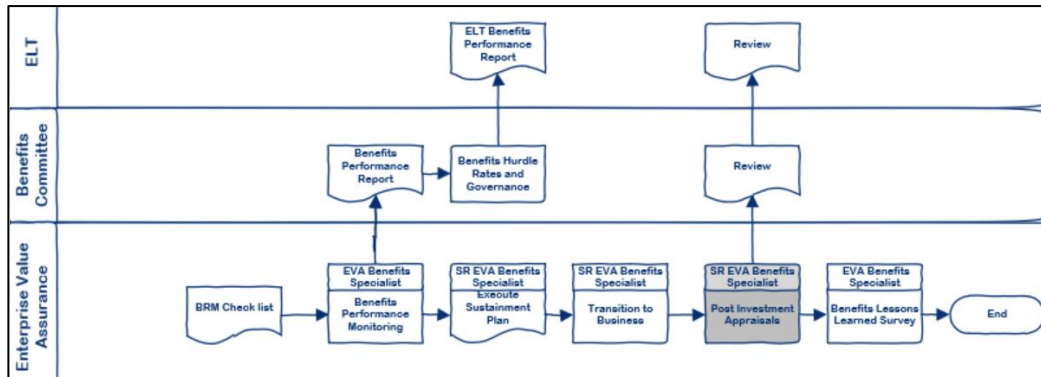 ELT
ELT Benefits
Performance
Report
Review
Benefits
Committee
Benefits
Performance
Report
Benefits Hurdle
Rates and
Governance
Review
Enterprise Value
Assurance
BRM Check list
EVA Benefits
Specialist
Benefits
Performance
Monitoring
SR EVA Benefits
Specialist
Execute
Sustainment
Plan
SR EVA Benefits
Specialist
Transition to
Business
SR EVA Benefits
Specialist
Post Investment
Appraisals
EVA Benefits
Specialist
Benefits Lessons
Learned Survey
End